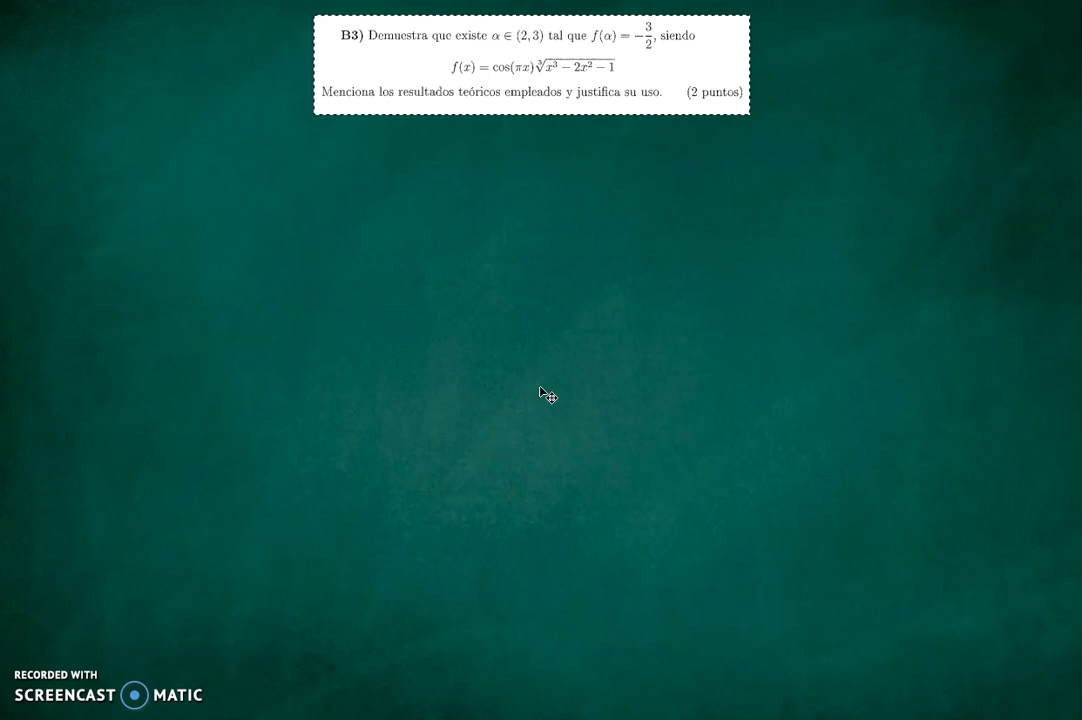 B3) Demuestra que existe α ∈ (2, 3) tal que f(α) = −3/2, siendo
f(x) = cos(πx)∛(x³ − 2x² − 1)
Menciona los resultados teóricos empleados y justifica su uso. (2 puntos)
RECORDED WITH
SCREENCAST MATIC